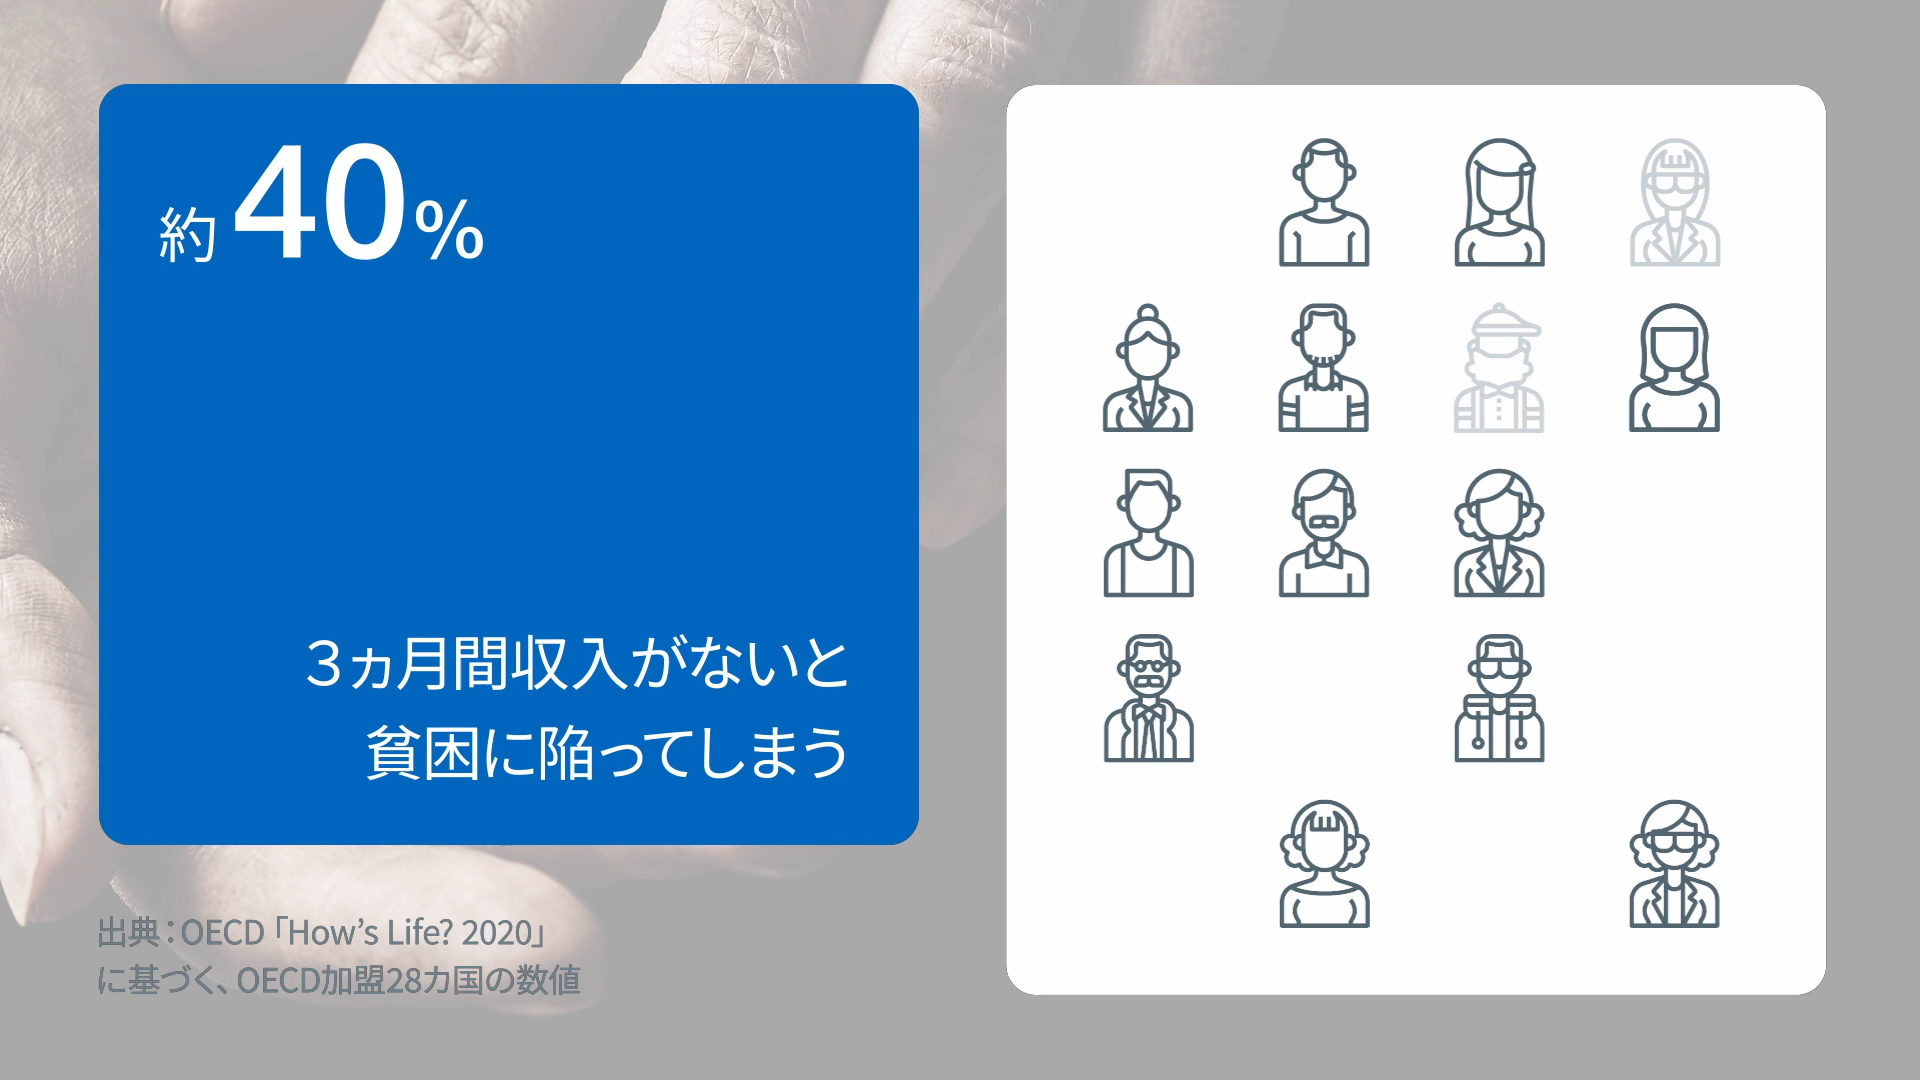 約40%
３ヵ月間収入がないと
貧困に陥ってしまう
出典：OECD「How’s Life? 2020」
に基づく、OECD加盟28カ国の数値